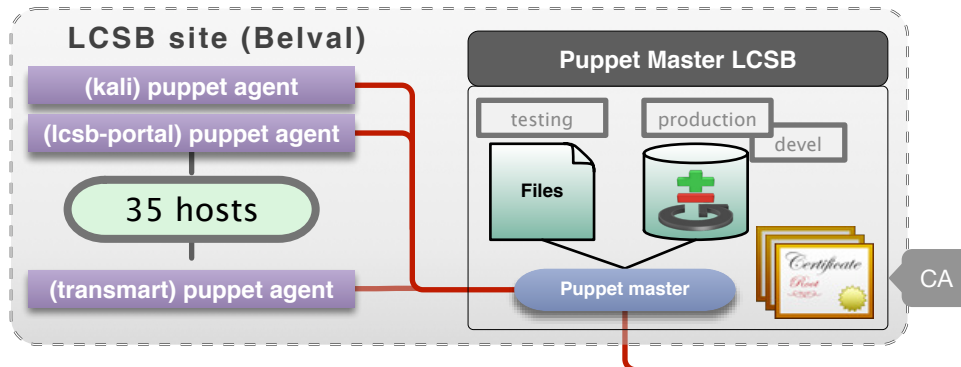 LCSB site (Belval)
(kali) puppet agent
(lcsb-portal) puppet agent
35 hosts
(transmart) puppet agent
Puppet Master LCSB
testing
production
devel
Files
Puppet master
Certificate
Root
CA